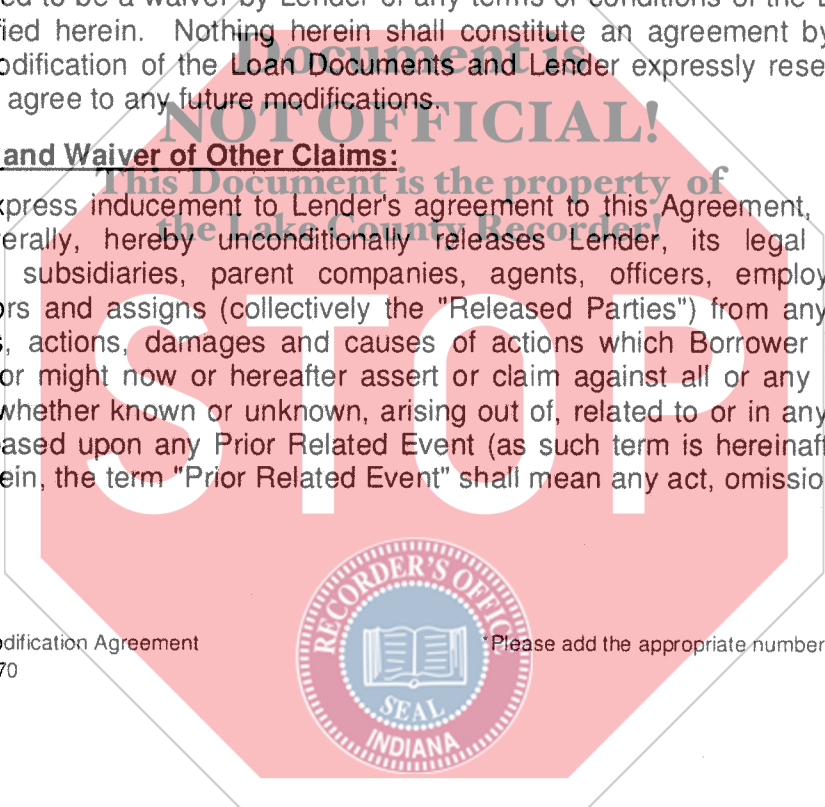 ed to be a waiver by Lender of any terms or conditions of the
fied herein. Nothing herein shall constitute an agreement by
Document is
odification of the Loan Documents and Lender expressly rese
agree to any future modifications.
NOT OFFICIAL!
and Waiver of Other Claims:
This Document is the property of
xpress inducement to Lender's agreement to this Agreement,
the Lake County Recorder!
erally, hereby unconditionally releases Lender, its legal
subsidiaries, parent companies, agents, officers, employ
ors and assigns (collectively the "Released Parties") from any
s, actions, damages and causes of actions which Borrower
or might now or hereafter assert or claim against all or any
whether known or unknown, arising out of, related to or in any
ased upon any Prior Related Event (as such term is hereinaf
ein, the term "Prior Related Event" shall mean any act, omissio
STOP
RECORDER'S OFFICE
SEAL
INDIANA
odification Agreement
*Please add the appropriate number
70